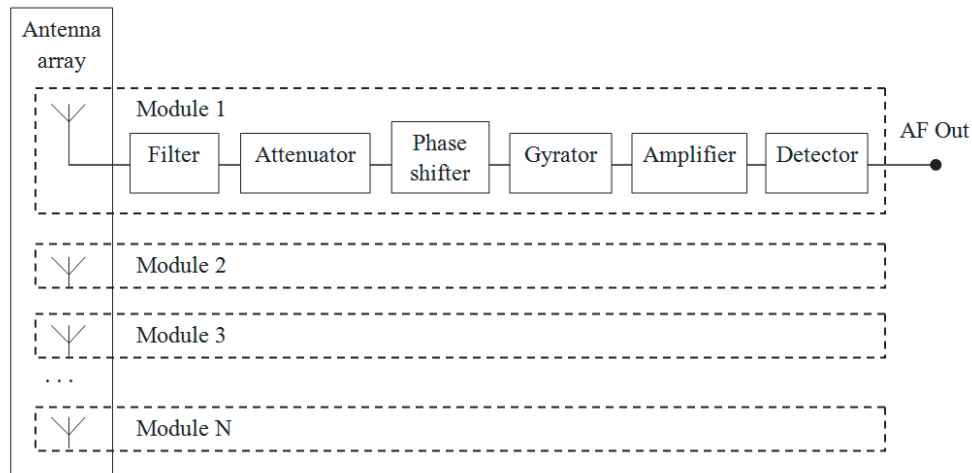 Antenna
array
Module 1
Filter
Attenuator
Phase
shifter
Gyrator
Amplifier
Detector
AF Out
Module 2
Module 3
. . .
Module N